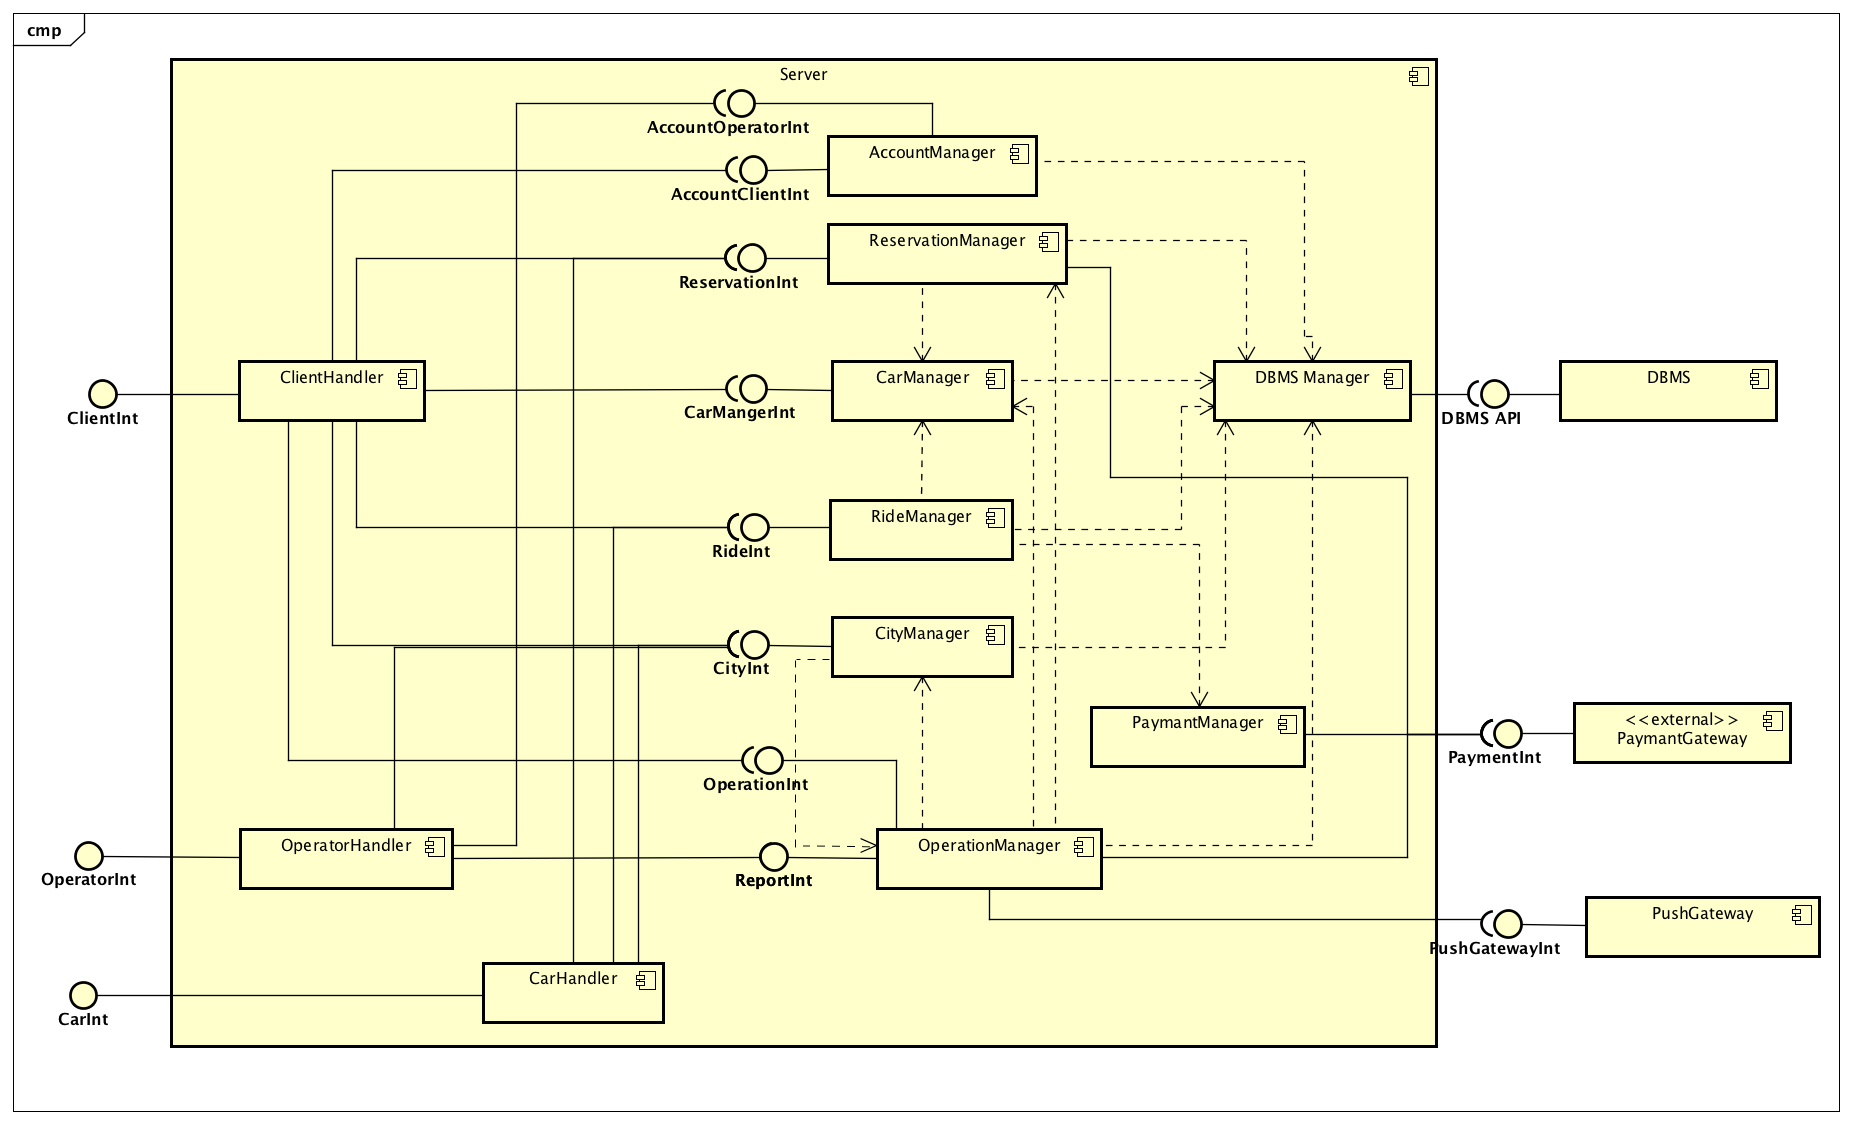 cmp
Server
AccountOperatorInt
AccountManager
AccountClientInt
ReservationManager
ReservationInt
ClientHandler
CarManager
DBMS Manager
DBMS
ClientInt
CarMangerInt
DBMS API
RideManager
RideInt
CityManager
CityInt
PaymantManager
<<external>>
PaymantGateway
PaymentInt
OperationInt
OperatorHandler
OperationManager
OperatorInt
ReportInt
PushGateway
PushGatewayInt
CarHandler
CarInt